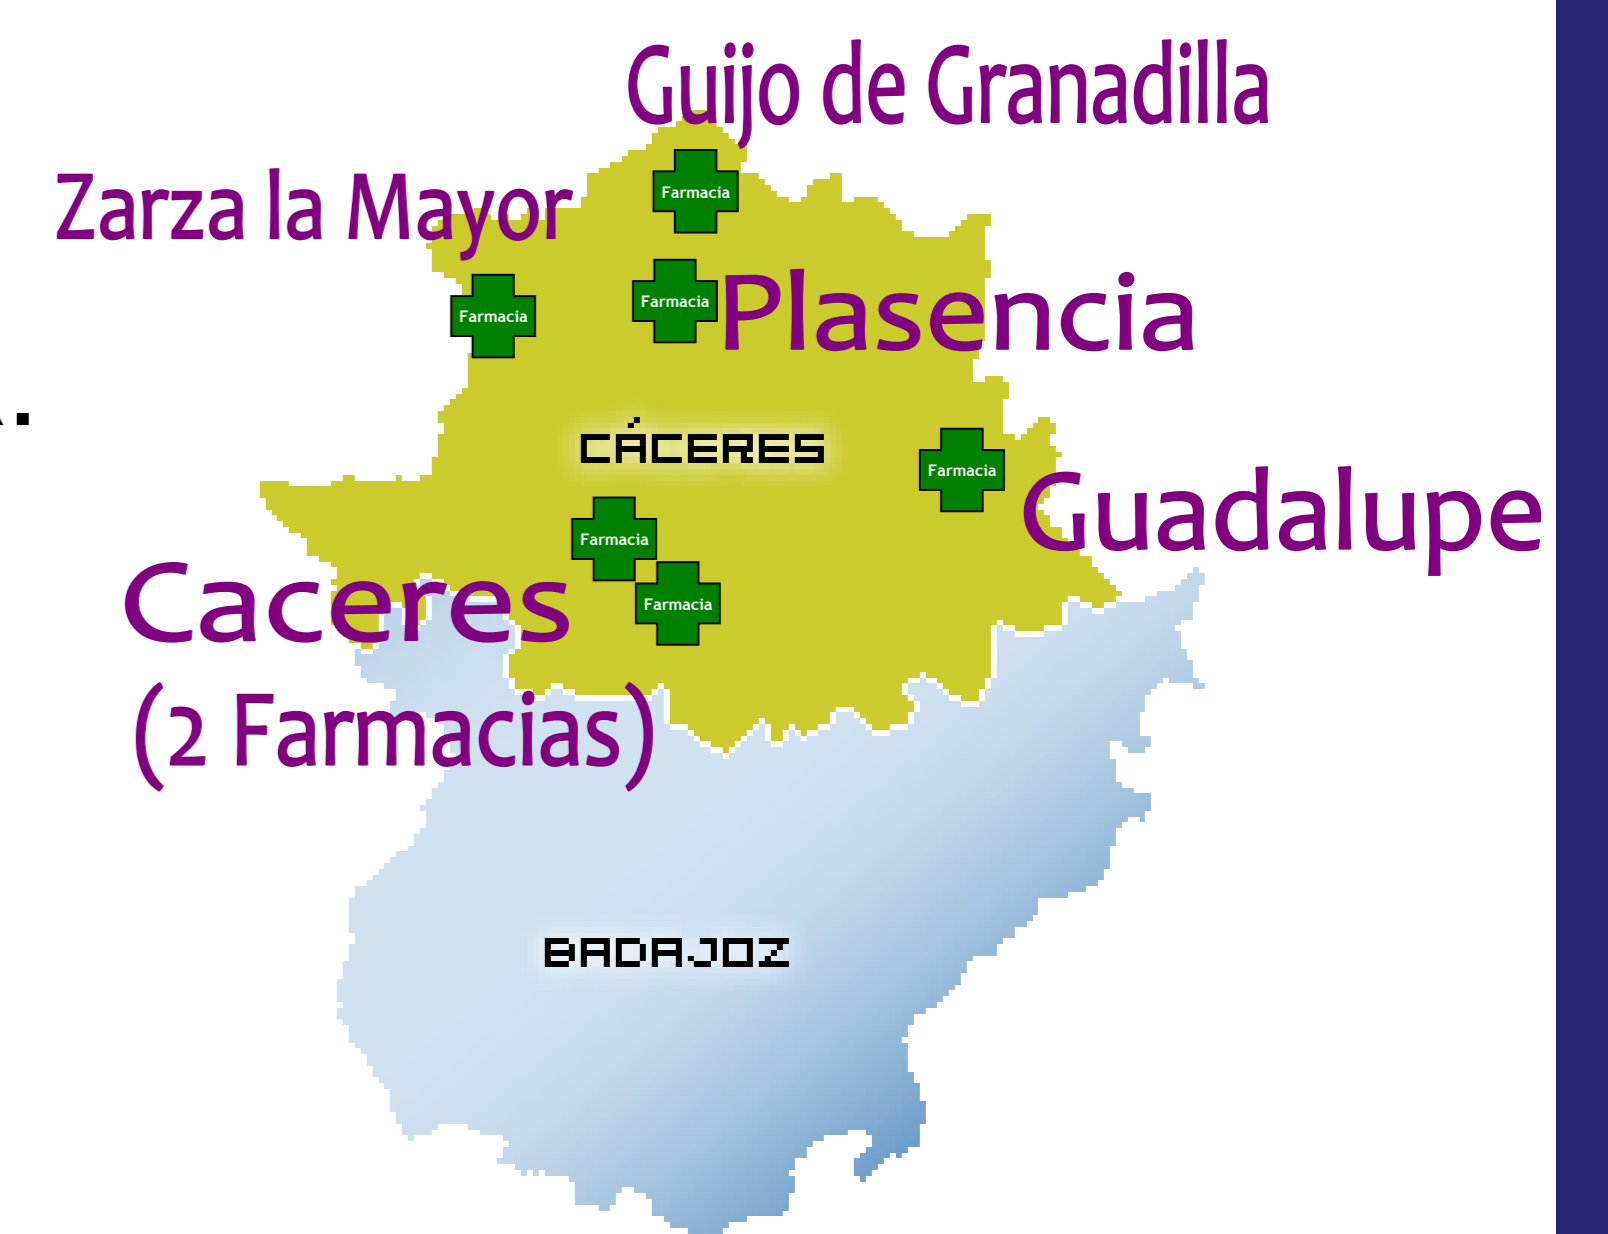 Guijo de Granadilla
Zarza la Mayor
Farmacia
Farmacia
Farmacia
Plasencia
CÁCERES
Farmacia
Guadalupe
Farmacia
Caceres
Farmacia
(2 Farmacias)
BADAJOZ